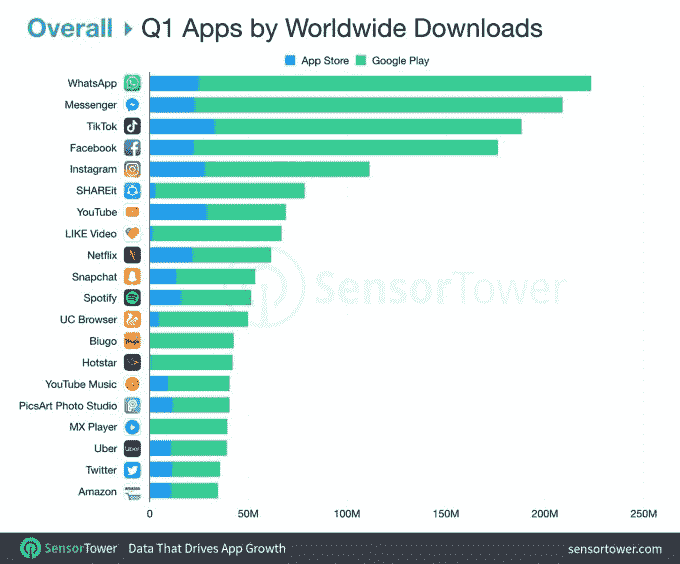 Overall Q1 Apps by Worldwide Downloads
App Store Google Play
WhatsApp
Messenger
TikTok
Facebook
Instagram
SHAREit
YouTube
LIKE Video
Netflix
Snapchat
Spotify
UC Browser
Biugo
Hotstar
YouTube Music
PicsArt Photo Studio
MX Player
Uber
Twitter
Amazon
SensorTower
0 50M 100M 150M 200M 250M
SensorTower Data That Drives App Growth sensortower.com